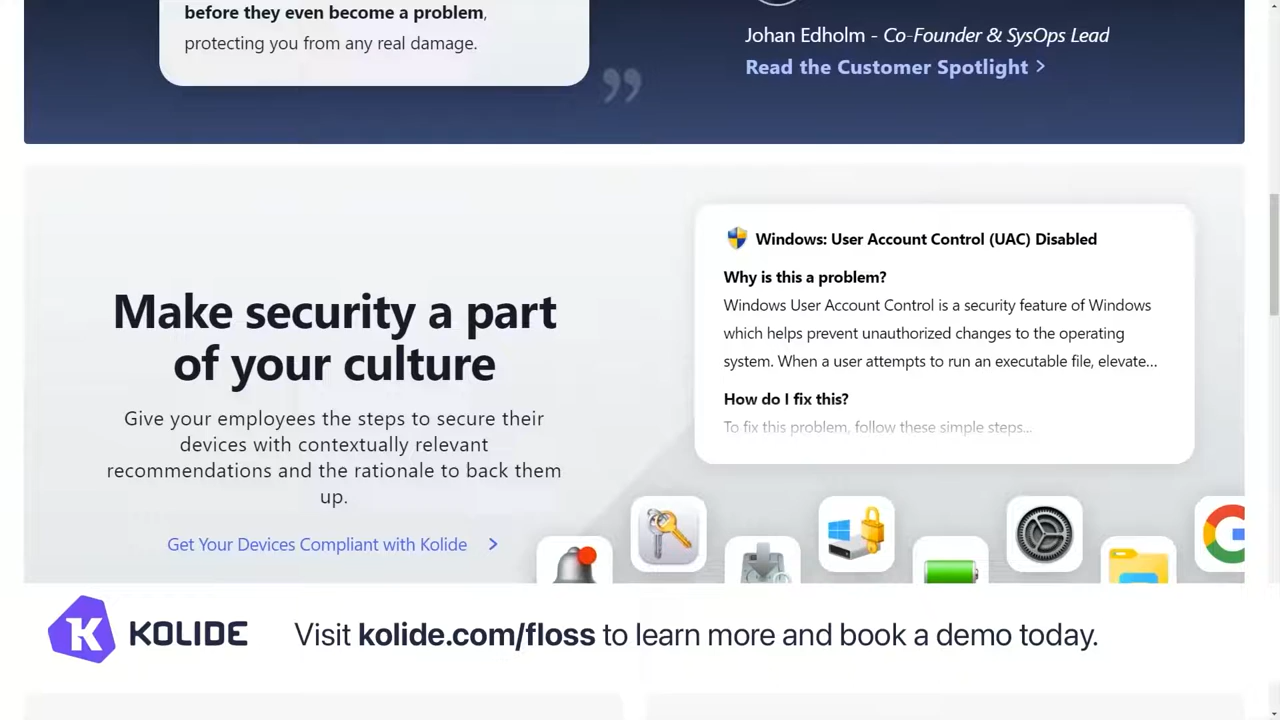 before they even become a problem,
protecting you from any real damage.
Johan Edholm - Co-Founder & SysOps Lead
Read the Customer Spotlight >
”
Make security a part
of your culture
Give your employees the steps to secure their
devices with contextually relevant
recommendations and the rationale to back them
up.
Get Your Devices Compliant with Kolide >
Windows: User Account Control (UAC) Disabled
Why is this a problem?
Windows User Account Control is a security feature of Windows
which helps prevent unauthorized changes to the operating
system. When a user attempts to run an executable file, elevate...
How do I fix this?
To fix this problem, follow these simple steps...
K KOLIDE
Visit kolide.com/floss to learn more and book a demo today.